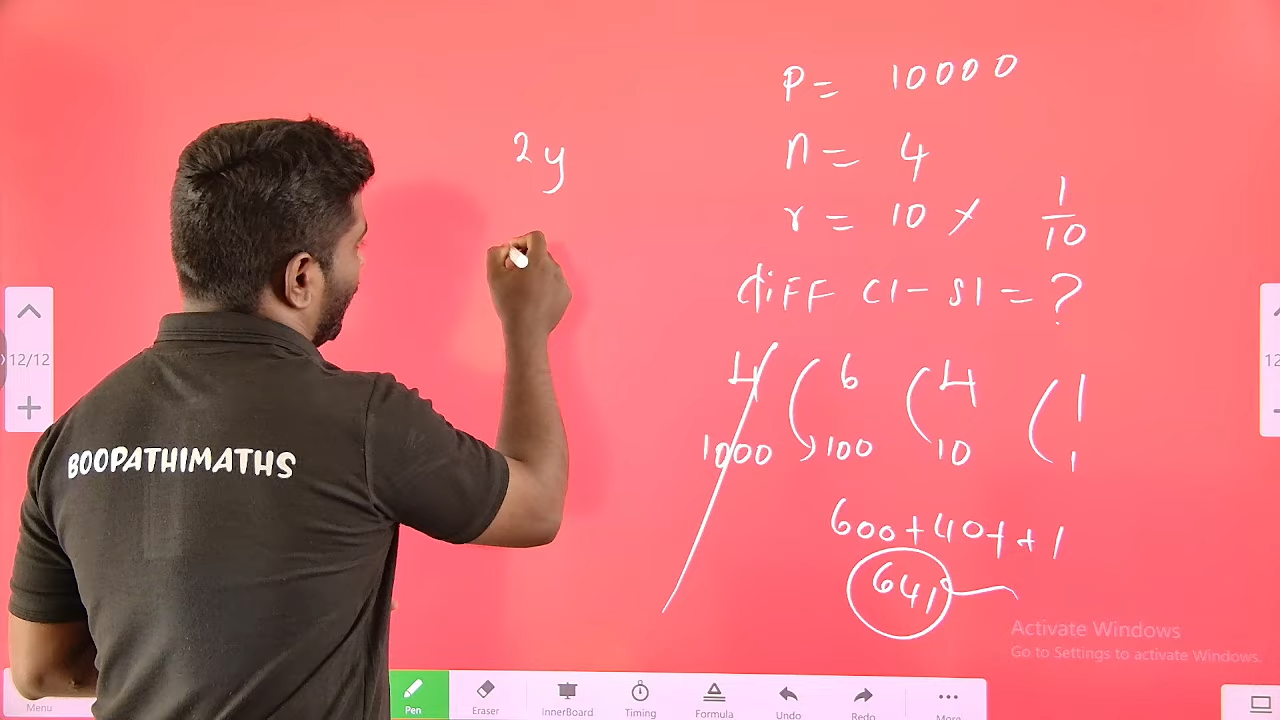 P = 10000
2y
n = 4
r = 10 × 1/10
diff CI - SI = ?
4 6 4 1
1000 100 10 1
600 + 40 + + 1
641
BOOPATHIMATHS
12/12
Activate Windows
Go to Settings to activate Windows.
Menu
Pen
Eraser
InnerBoard
Timing
Formula
Undo
Redo
More